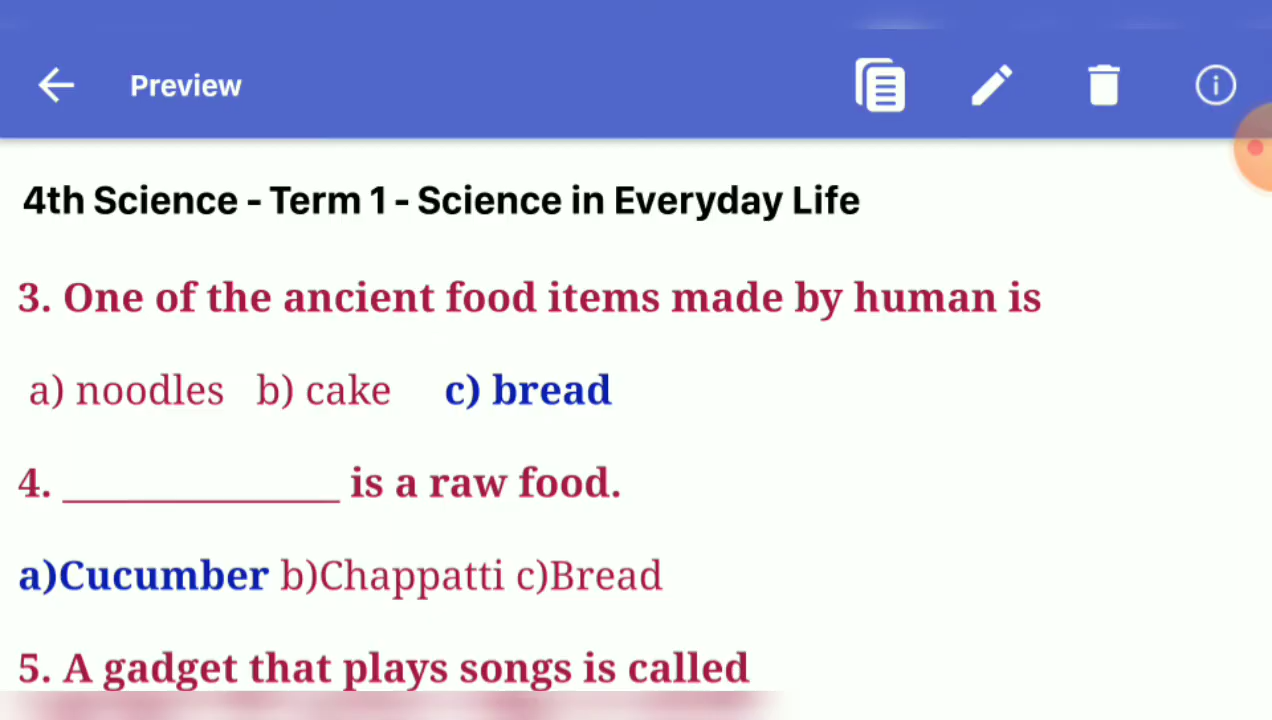 Preview
4th Science - Term 1 - Science in Everyday Life
3. One of the ancient food items made by human is
a) noodles b) cake c) bread
4. ______________ is a raw food.
a)Cucumber b)Chappatti c)Bread
5. A gadget that plays songs is called